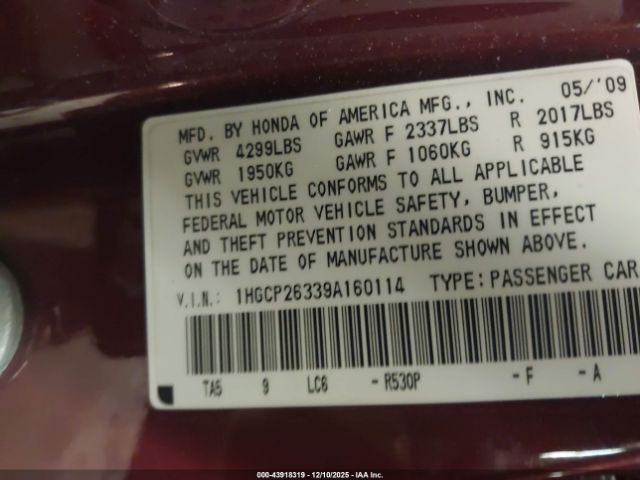 MFD. BY HONDA OF AMERICA MFG., INC. 05/'09
GVWR 4299LBS GAWR F 2337LBS R 2017LBS
GVWR 1950KG GAWR F 1060KG R 915KG
THIS VEHICLE CONFORMS TO ALL APPLICABLE
FEDERAL MOTOR VEHICLE SAFETY, BUMPER,
AND THEFT PREVENTION STANDARDS IN EFFECT
ON THE DATE OF MANUFACTURE SHOWN ABOVE.
V.I.N.: 1HGCP26339A160114 TYPE: PASSENGER CAR
TA5 9 LC6 - R530P - F - A
000-43918319 - 12/10/2025 - IAA Inc.